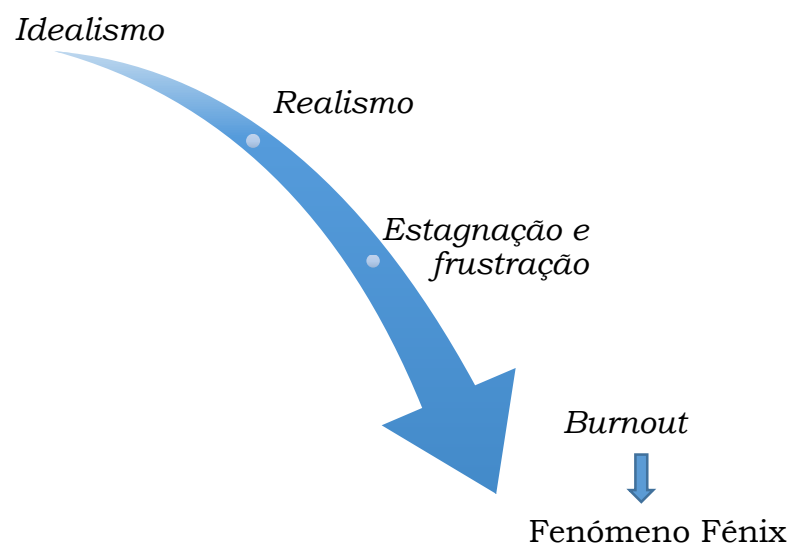 Idealismo
Realismo
Estagnação e
frustração
Burnout
Fenómeno Fénix